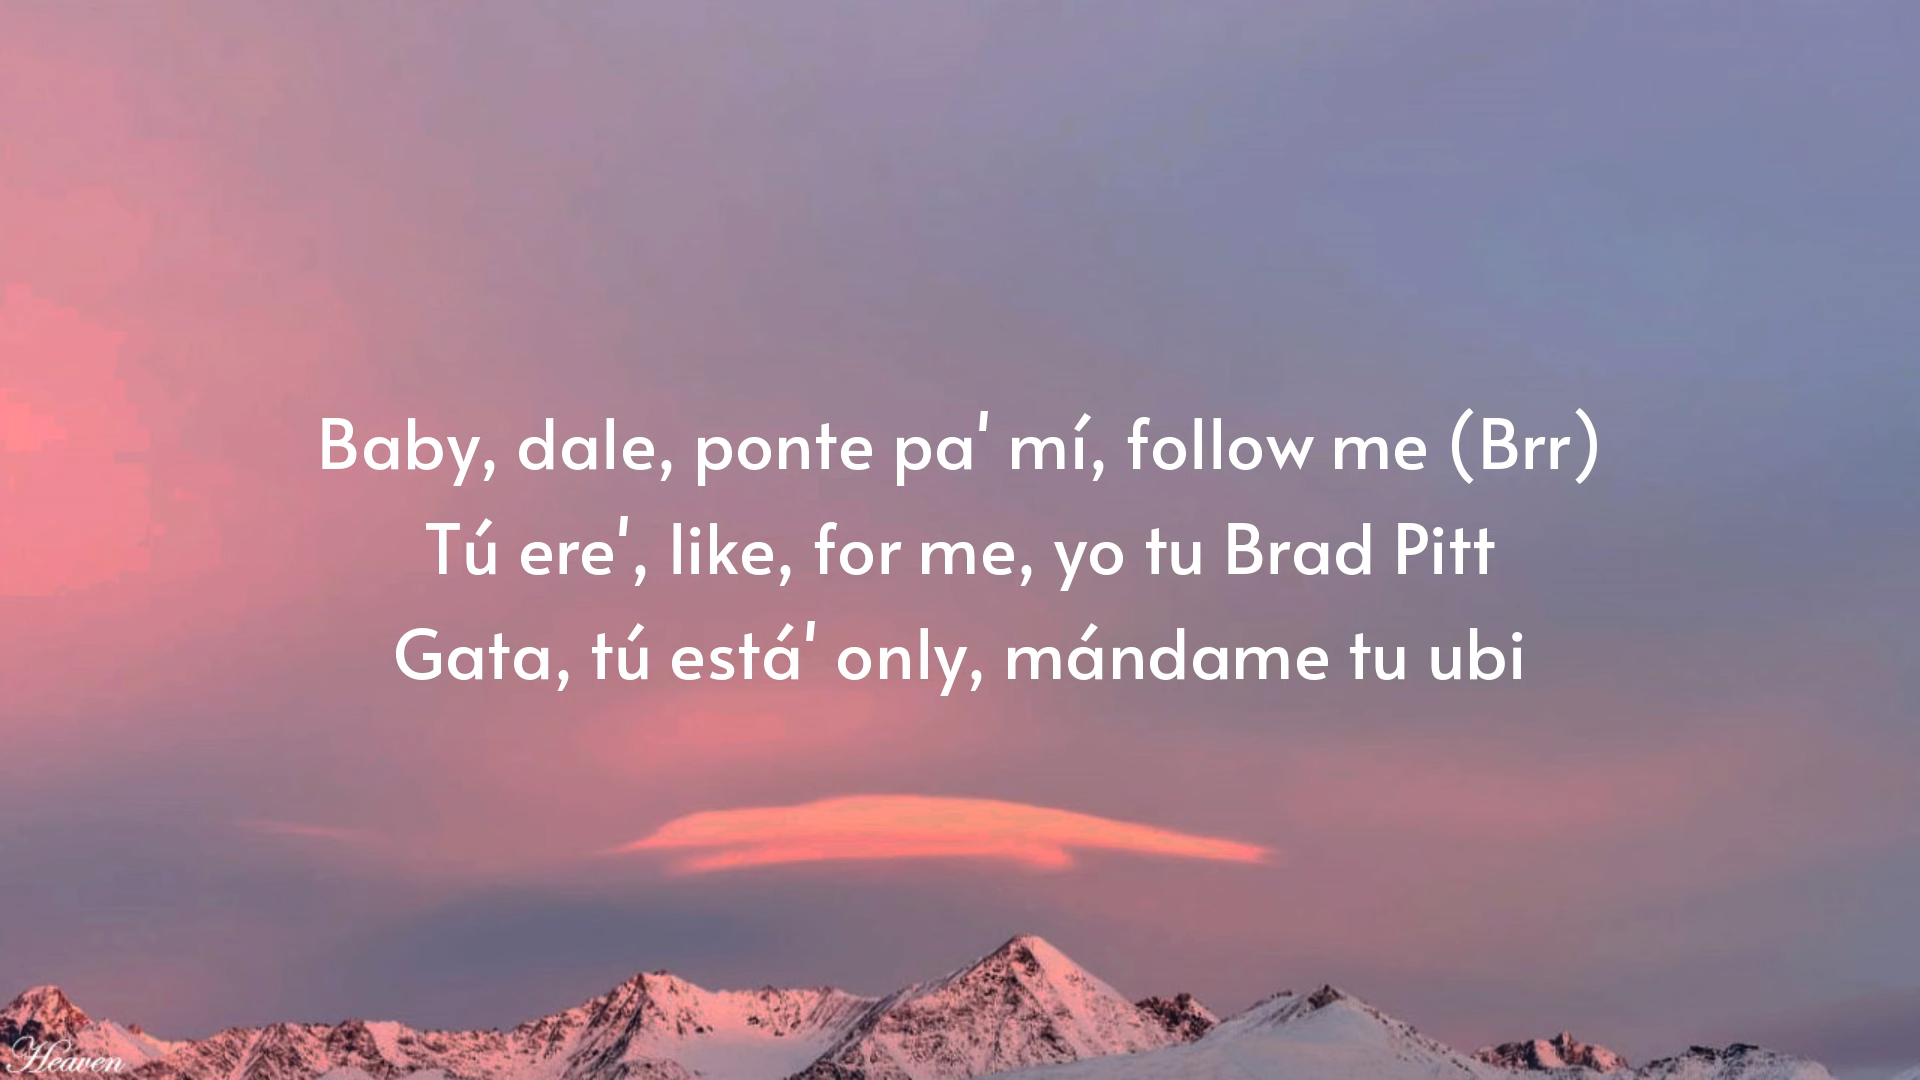 Baby, dale, ponte pa' mí, follow me (Brr)
Tú ere', like, for me, yo tu Brad Pitt
Gata, tú está' only, mándame tu ubi
Heaven